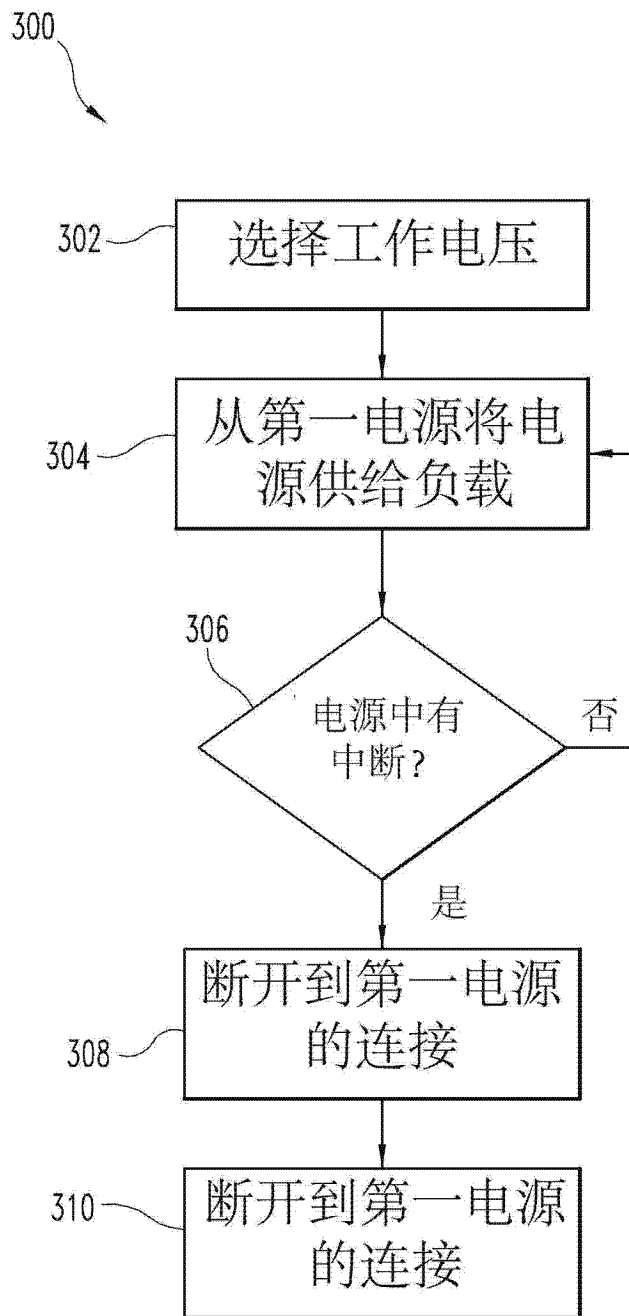 300
302
选择工作电压
304
从第一电源将电
源供给负载
306
电源中有
中断?
否
是
308
断开到第一电源
的连接
310
断开到第一电源
的连接